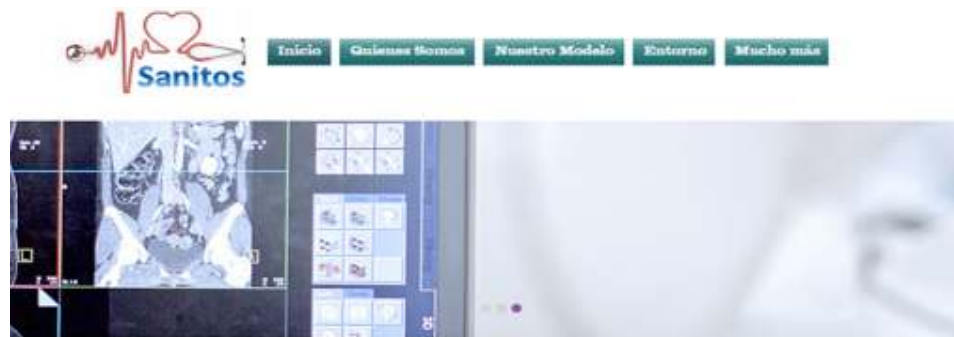 Sanitos
Inicio
Quienes Somos
Nuestro Modelo
Entorno
Mucho más